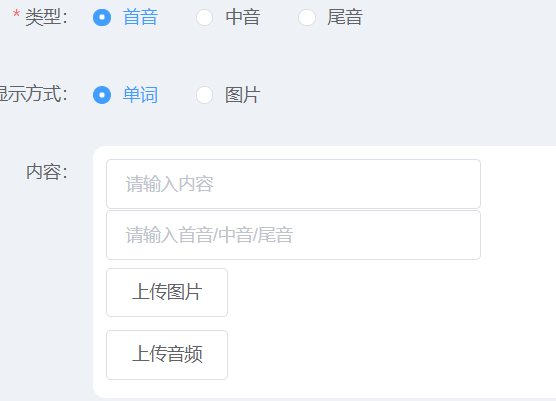 * 类型： 首音 中音 尾音
显示方式： 单词 图片
内容：
请输入内容
请输入首音/中音/尾音
上传图片
上传音频